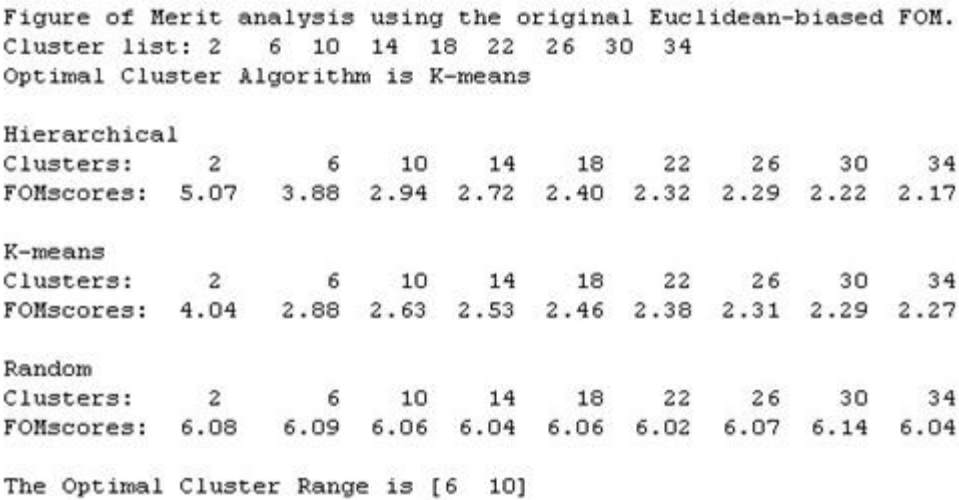 Figure of Merit analysis using the original Euclidean-biased FOM.
Cluster list: 2 6 10 14 18 22 26 30 34
Optimal Cluster Algorithm is K-means
Hierarchical
Clusters: 2 6 10 14 18 22 26 30 34
FOMscores: 5.07 3.88 2.94 2.72 2.40 2.32 2.29 2.22 2.17
K-means
Clusters: 2 6 10 14 18 22 26 30 34
FOMscores: 4.04 2.88 2.63 2.53 2.46 2.38 2.31 2.29 2.27
Random
Clusters: 2 6 10 14 18 22 26 30 34
FOMscores: 6.08 6.09 6.06 6.04 6.06 6.02 6.07 6.14 6.04
The Optimal Cluster Range is [6 10]